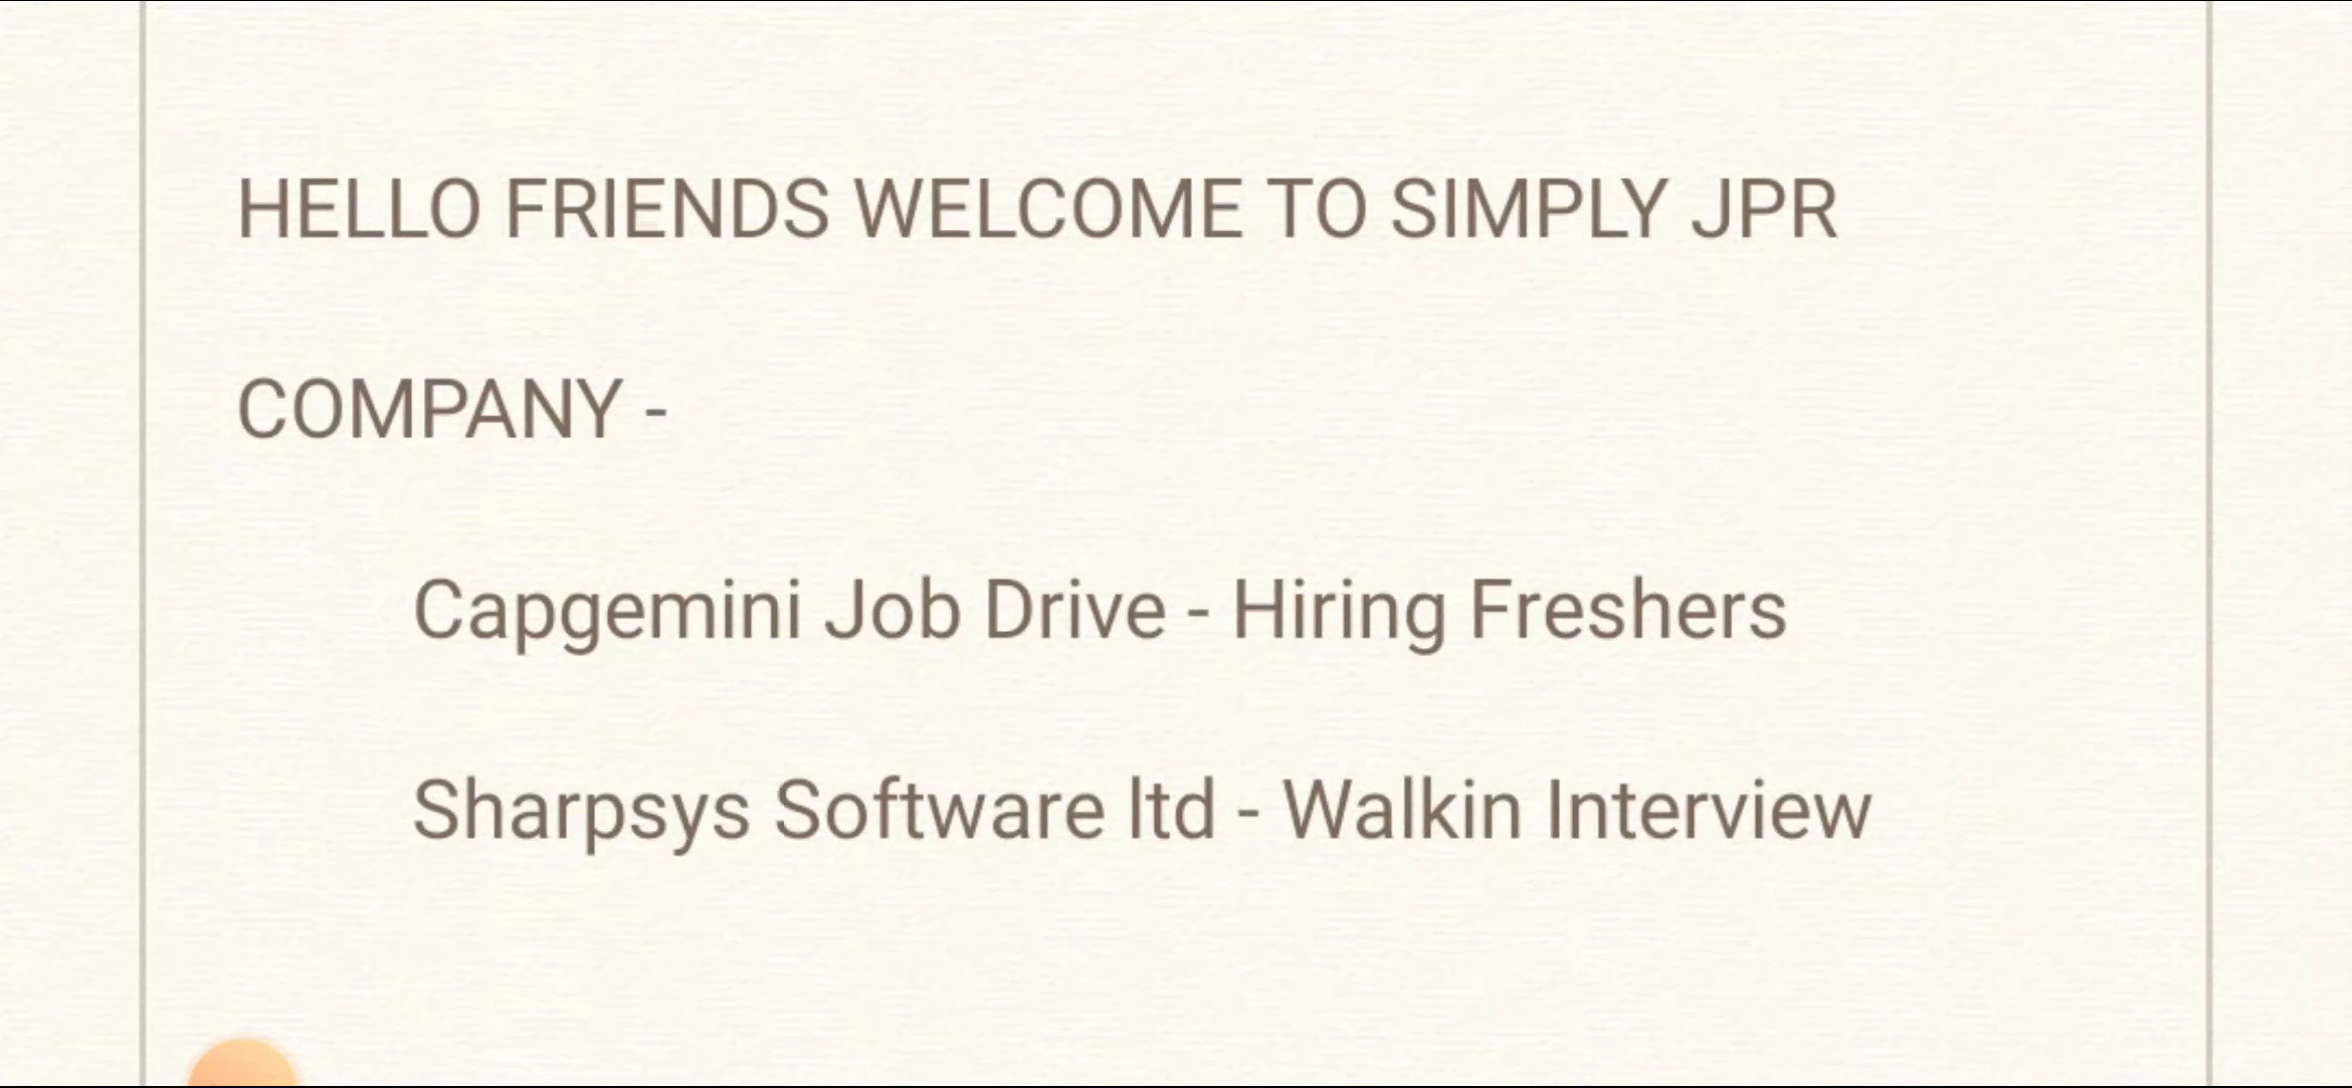 HELLO FRIENDS WELCOME TO SIMPLY JPR
COMPANY -
Capgemini Job Drive - Hiring Freshers
Sharpsys Software ltd - Walkin Interview